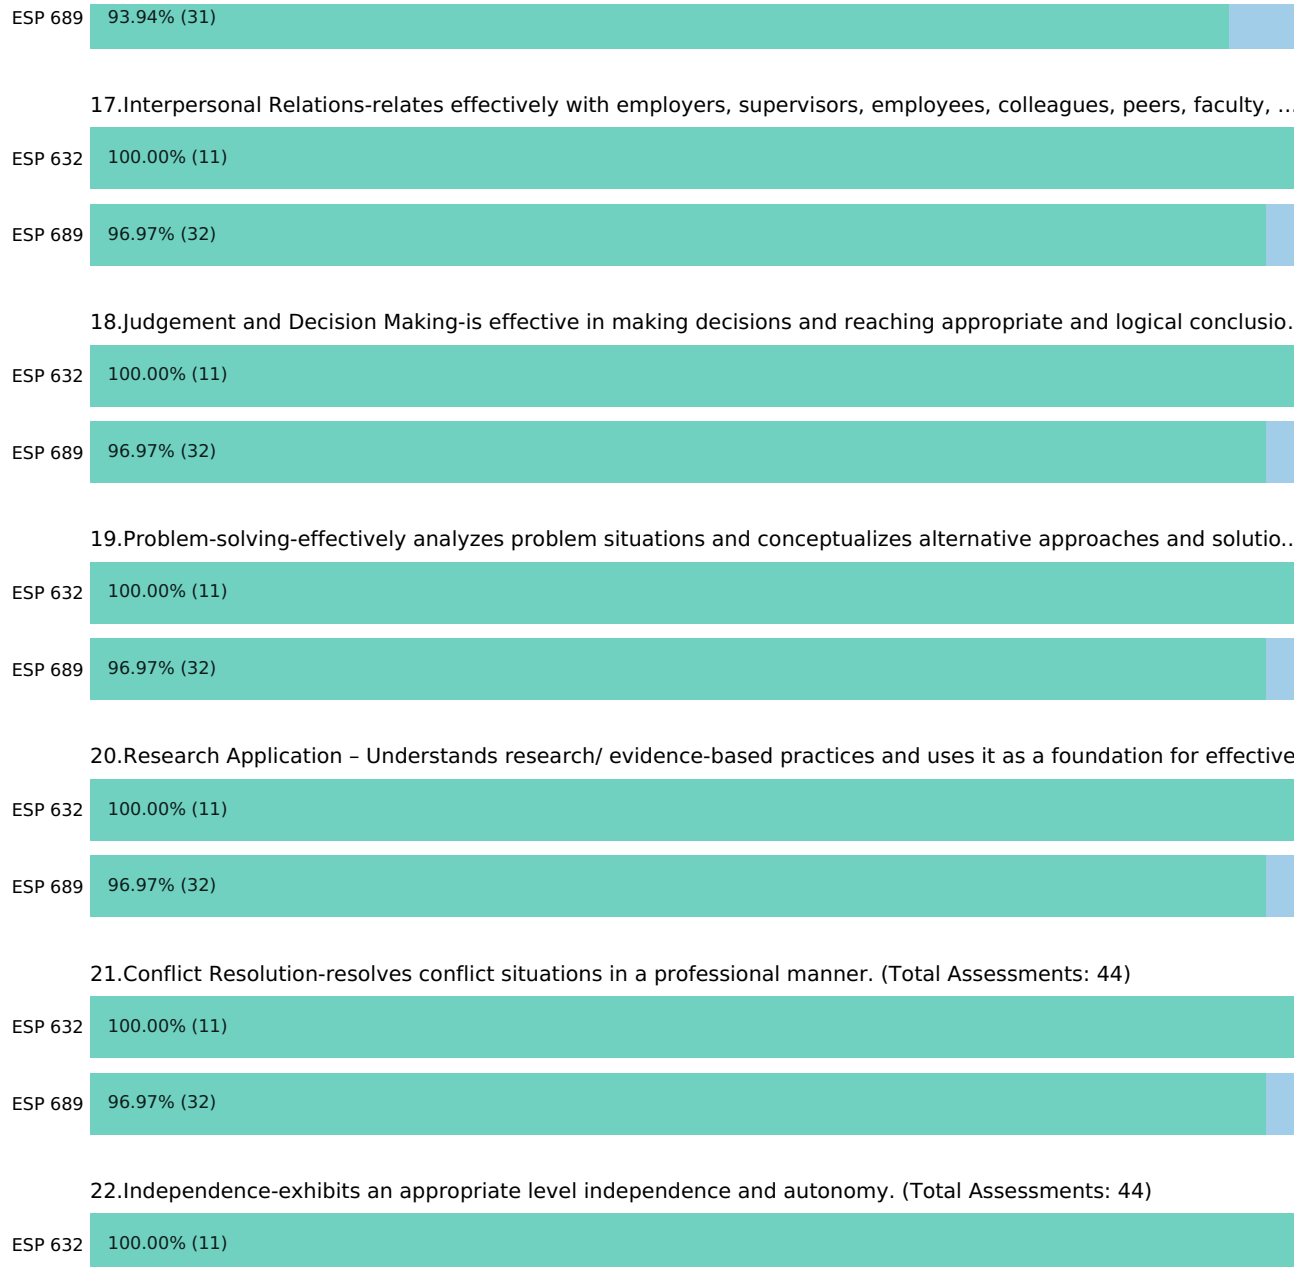 ESP 689 93.94% (31)
17.Interpersonal Relations-relates effectively with employers, supervisors, employees, colleagues, peers, faculty, ...
ESP 632 100.00% (11)
ESP 689 96.97% (32)
18.Judgement and Decision Making-is effective in making decisions and reaching appropriate and logical conclusio.
ESP 632 100.00% (11)
ESP 689 96.97% (32)
19.Problem-solving-effectively analyzes problem situations and conceptualizes alternative approaches and solutio..
ESP 632 100.00% (11)
ESP 689 96.97% (32)
20.Research Application – Understands research/ evidence-based practices and uses it as a foundation for effective
ESP 632 100.00% (11)
ESP 689 96.97% (32)
21.Conflict Resolution-resolves conflict situations in a professional manner. (Total Assessments: 44)
ESP 632 100.00% (11)
ESP 689 96.97% (32)
22.Independence-exhibits an appropriate level independence and autonomy. (Total Assessments: 44)
ESP 632 100.00% (11)